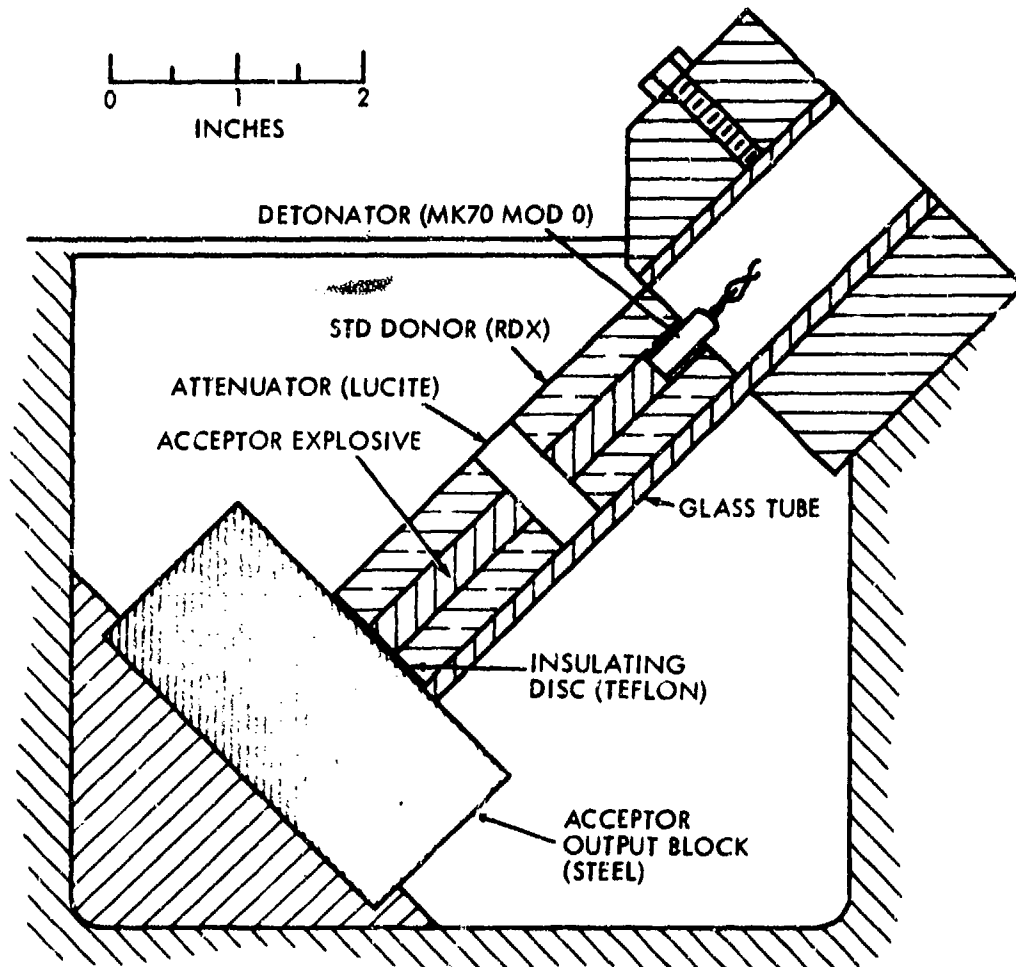 0 1 2
INCHES
DETONATOR (MK70 MOD 0)
STD DONOR (RDX)
ATTENUATOR (LUCITE)
ACCEPTOR EXPLOSIVE
GLASS TUBE
INSULATING
DISC (TEFLON)
ACCEPTOR
OUTPUT BLOCK
(STEEL)